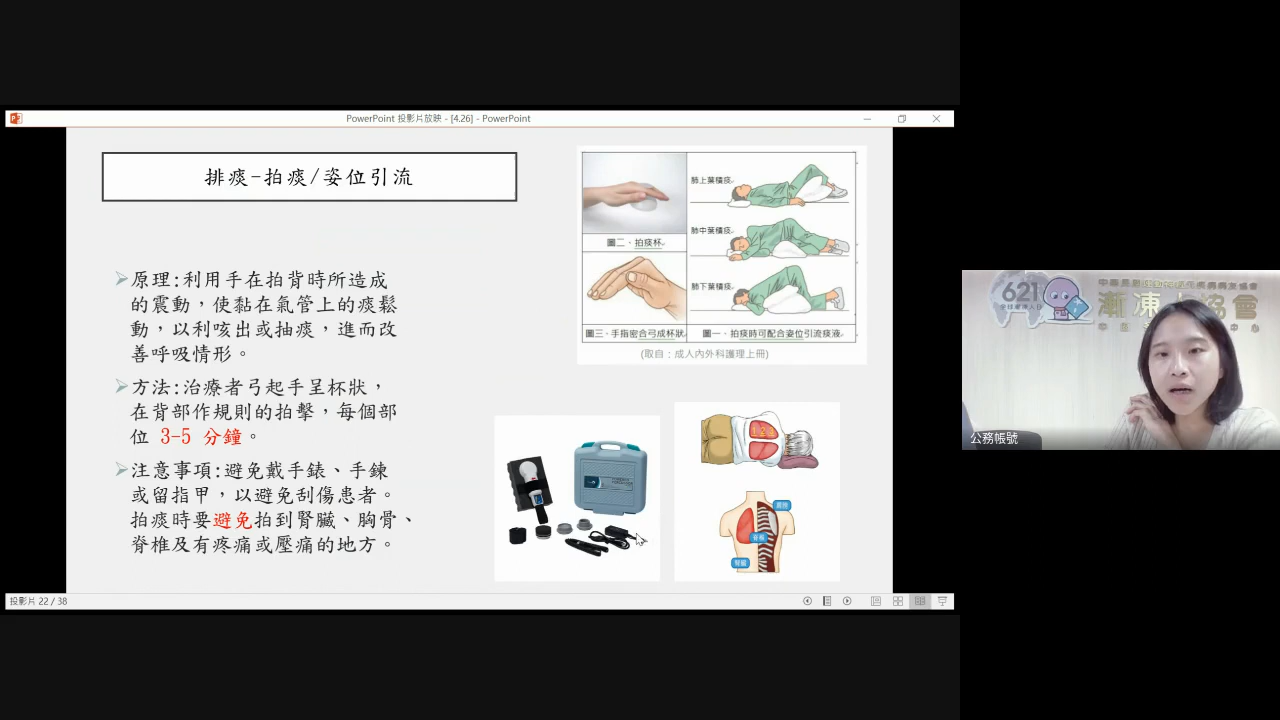 PowerPoint 投影片放映 - [4.26] - PowerPoint
排痰-拍痰/姿位引流
原理:利用手在拍背時所造成
的震動，使黏在氣管上的痰鬆
動，以利咳出或抽痰，進而改
善呼吸情形。
方法:治療者弓起手呈杯狀，
在背部作規則的拍擊，每個部
位 3-5 分鐘。
注意事項:避免戴手錶、手鍊
或留指甲，以避免刮傷患者。
拍痰時要避免拍到腎臟、胸骨、
脊椎及有疼痛或壓痛的地方。
圖二、拍痰杯
圖三、手指密合弓成杯狀
肺上葉積痰
肺中葉積痰
肺下葉積痰
圖一、拍痰時可配合姿位引流痰液
(取自：成人內外科護理上冊)
脊椎
腎臟
投影片 22 / 38
621
漸凍人協會
公務帳號